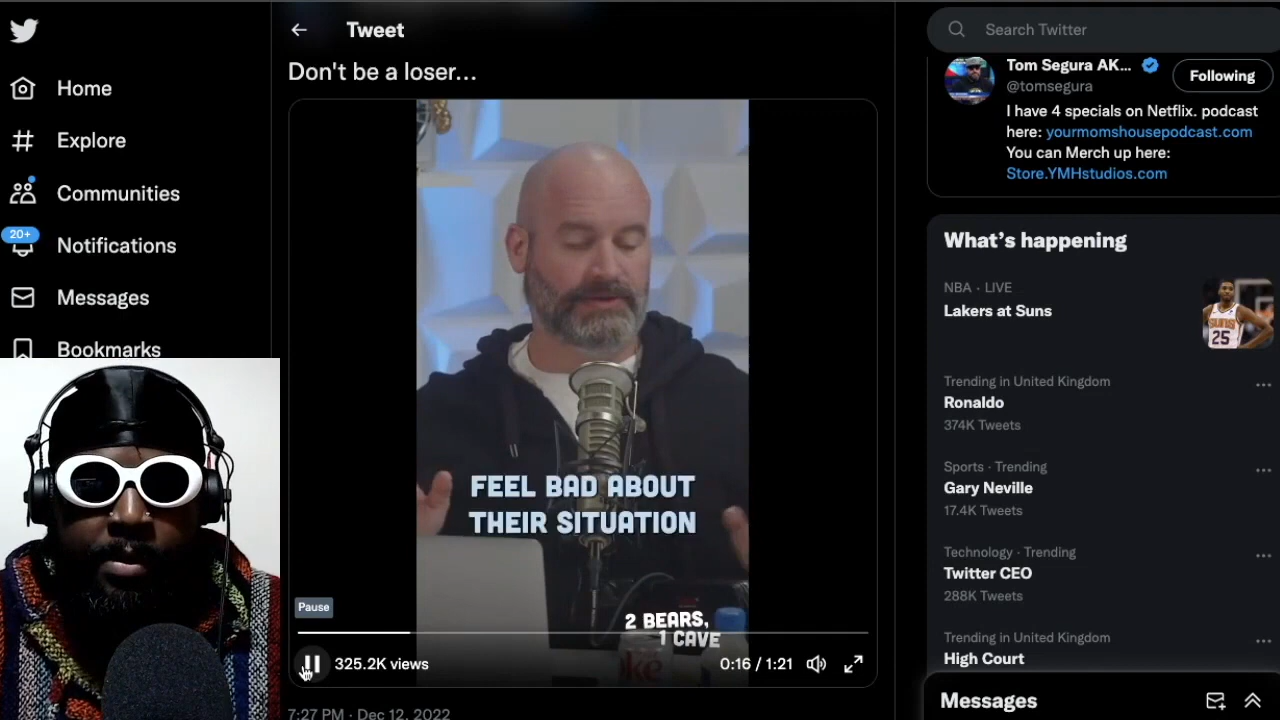 Home
Explore
Communities
20+
Notifications
Messages
Bookmarks
Tweet
Don't be a loser...
FEEL BAD ABOUT
THEIR SITUATION
2 BEARS,
1 CAVE
Pause
325.2K views
0:16 / 1:21
7:27 PM · Dec 12, 2022
Search Twitter
Tom Segura AK...
@tomsegura
Following
I have 4 specials on Netflix. podcast
here: yourmomshousepodcast.com
You can Merch up here:
Store.YMHstudios.com
What's happening
NBA · LIVE
Lakers at Suns
SUNS
25
Trending in United Kingdom
Ronaldo
374K Tweets
Sports · Trending
Gary Neville
17.4K Tweets
Technology · Trending
Twitter CEO
288K Tweets
Trending in United Kingdom
High Court
Messages